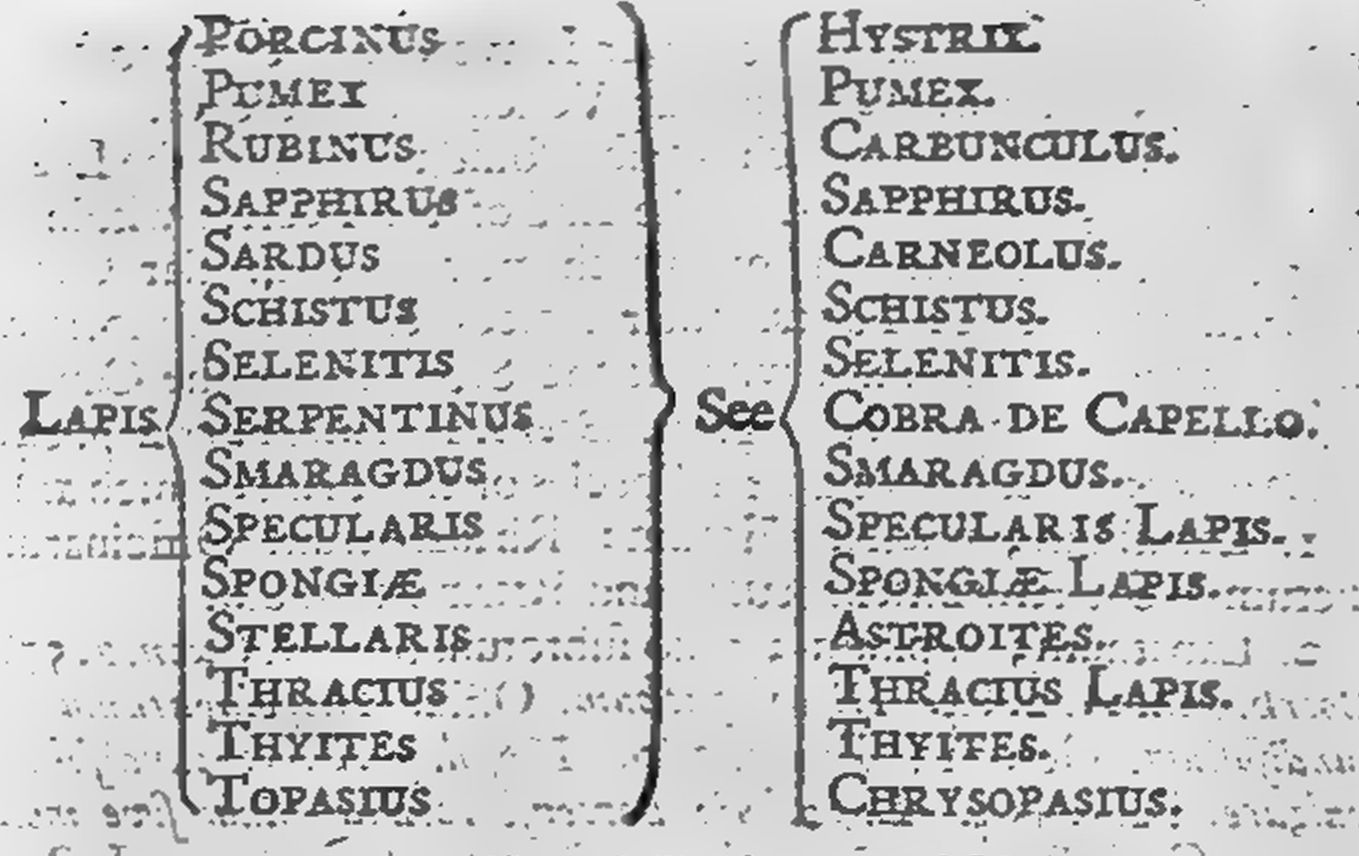 PORCINUS HYSTRIX.
PUMEX PUMEX.
RUBINUS CARBUNCULUS.
SAPPHIRUS SAPPHIRUS.
SARDUS CARNEOLUS.
SCHISTUS SCHISTUS.
SELENITIS SELENITIS.
LAPIS SERPENTINUS See COBRA DE CAPELLO.
SMARAGDUS SMARAGDUS.
SPECULARIS SPECULARIS LAPIS.
SPONGIÆ SPONGIÆ LAPIS.
STELLARIS ASTROITES.
THRACIUS THRACIUS LAPIS.
THYITES THYITES.
TOPASIUS CHRYSOPASIUS.